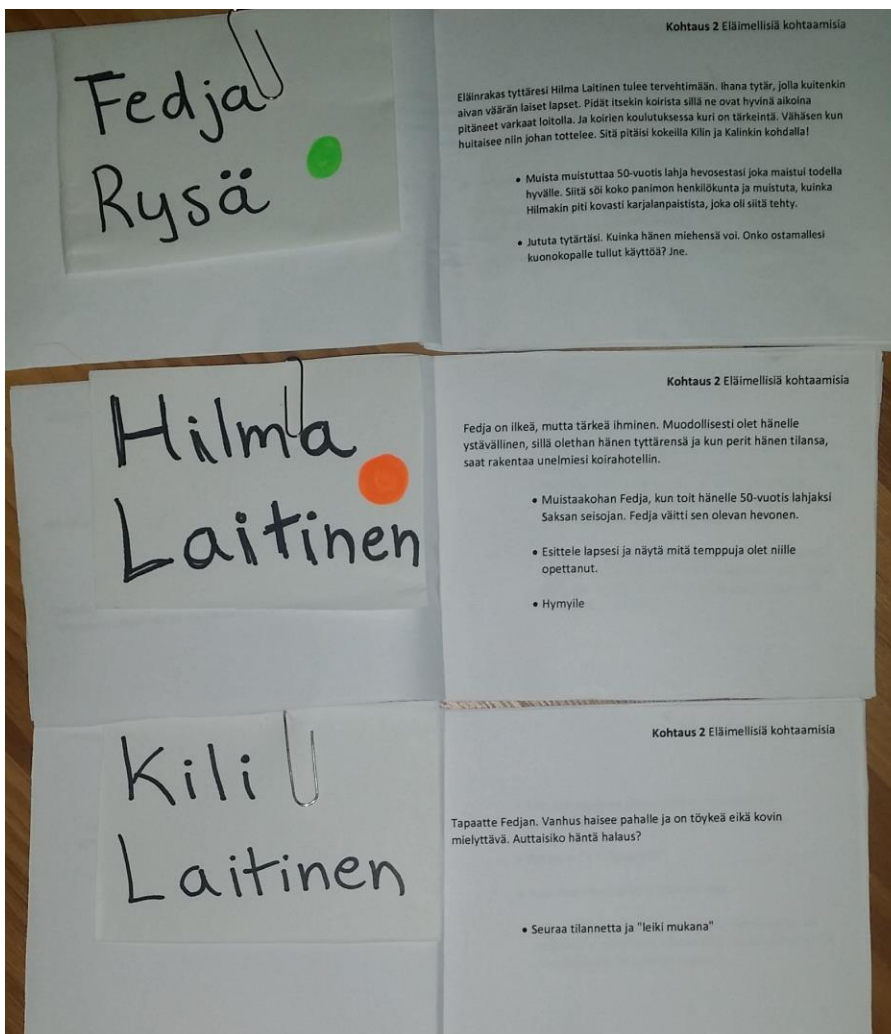 Fedja
Rysä
Kohtaus 2 Eläimellisiä kohtaamisia
Eläinrakas tyttäresi Hilma Laitinen tulee tervehtimään. Ihana tytär, jolla kuitenkin
aivan väärän laiset lapset. Pidät itsekin koirista sillä ne ovat hyvinä aikoina
pitäneet varkaat loitolla. Ja koirien koulutuksessa kuri on tärkeintä. Vähäsen kun
huitaisee niin johan tottelee. Sitä pitäisi kokeilla Kilin ja Kalinkin kohdalla!
• Muista muistuttaa 50-vuotis lahja hevosestasi joka maistui todella
hyvälle. Siitä söi koko panimon henkilökunta ja muistuta, kuinka
Hilmakin piti kovasti karjalanpaistista, joka oli siitä tehty.
• Jututa tytärtäsi. Kuinka hänen miehensä voi. Onko ostamallesi
kuonokopalle tullut käyttöä? Jne.
Hilma
Laitinen
Kohtaus 2 Eläimellisiä kohtaamisia
Fedja on ilkeä, mutta tärkeä ihminen. Muodollisesti olet hänelle
ystävällinen, sillä olethan hänen tyttärensä ja kun perit hänen tilansa,
saat rakentaa unelmiesi koirahotellin.
• Muistaakohan Fedja, kun toit hänelle 50-vuotis lahjaksi
Saksan seisojan. Fedja väitti sen olevan hevonen.
• Esittele lapsesi ja näytä mitä temppuja olet niille
opettanut.
• Hymyile
Kili
Laitinen
Kohtaus 2 Eläimellisiä kohtaamisia
Tapaatte Fedjan. Vanhus haisee pahalle ja on töykeä eikä kovin
mielyttävä. Auttaisiko häntä halaus?
• Seuraa tilannetta ja "leiki mukana"